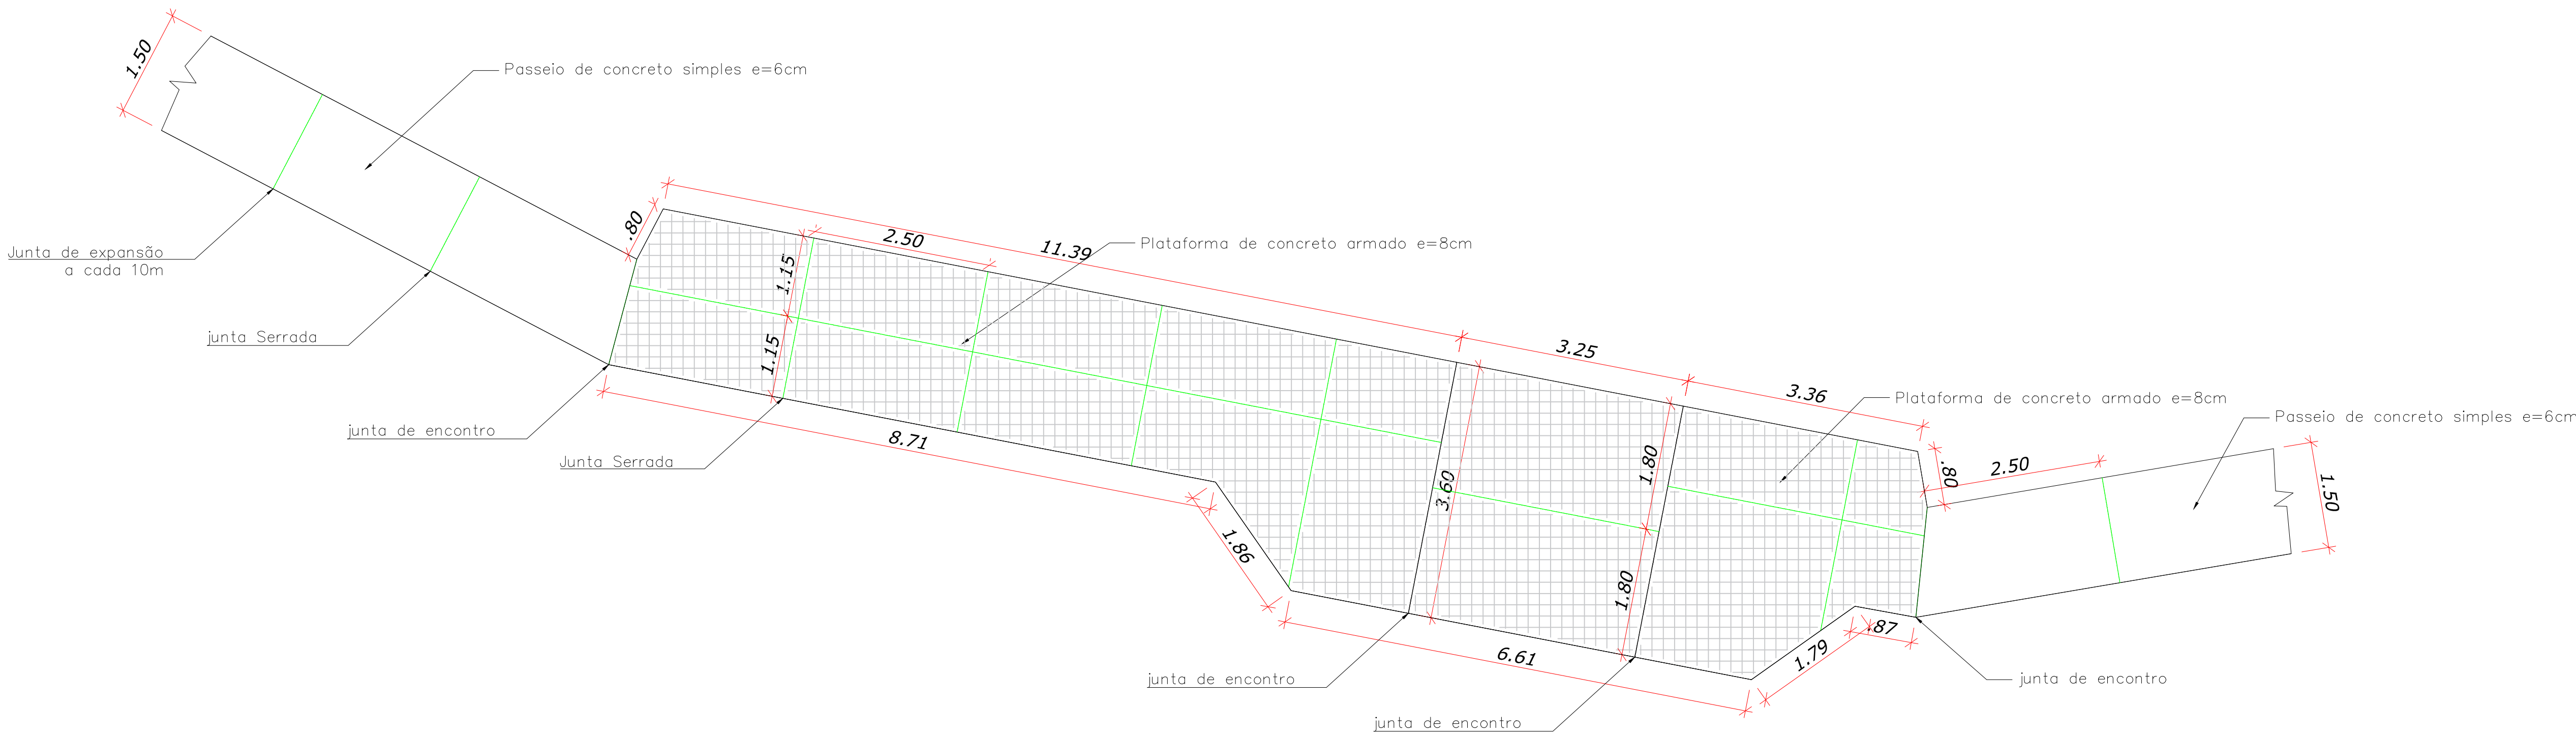 1.50
Passeio de concreto simples e=6cm
Junta de expansão
a cada 10m
junta Serrada
junta de encontro
Junta Serrada
.80
2.50
11.39
Plataforma de concreto armado e=8cm
1.15
1.15
8.71
1.86
3.25
3.36
Plataforma de concreto armado e=8cm
Passeio de concreto simples e=6cm
.80
2.50
1.50
3.60
1.80
1.80
6.61
1.79
.87
junta de encontro
junta de encontro
junta de encontro